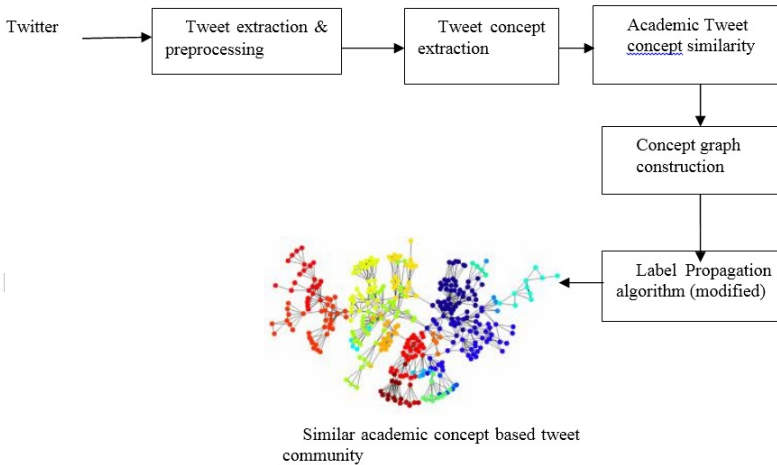 Twitter
Tweet extraction &
preprocessing
Tweet concept
extraction
Academic Tweet
concept similarity
Concept graph
construction
Label Propagation
algorithm (modified)
Similar academic concept based tweet
community